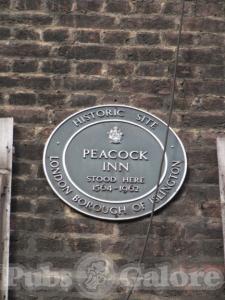 HISTORIC SITE
PEACOCK
INN
STOOD HERE
1564-1962
LONDON BOROUGH OF ISLINGTON
Pubs Galore